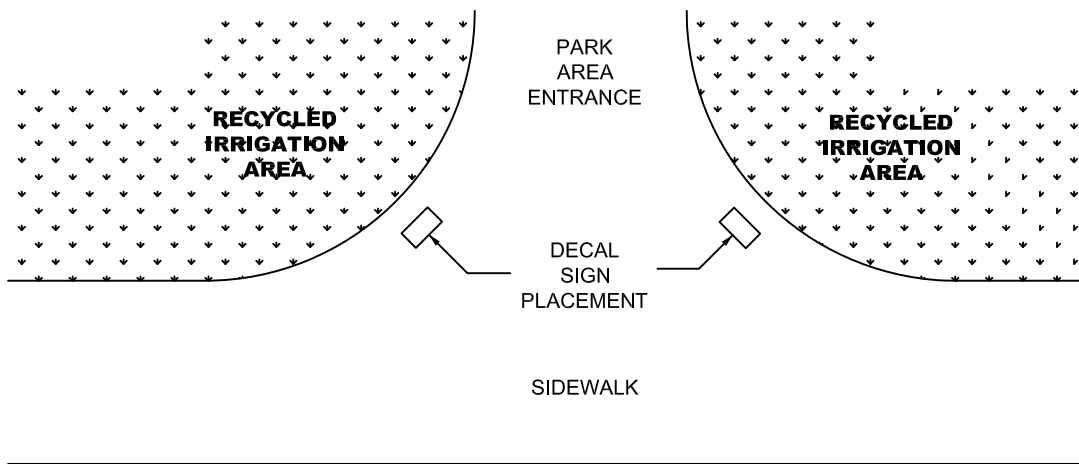 PARK
AREA
ENTRANCE
RECYCLED
IRRIGATION
AREA
RECYCLED
IRRIGATION
AREA
DECAL
SIGN
PLACEMENT
SIDEWALK